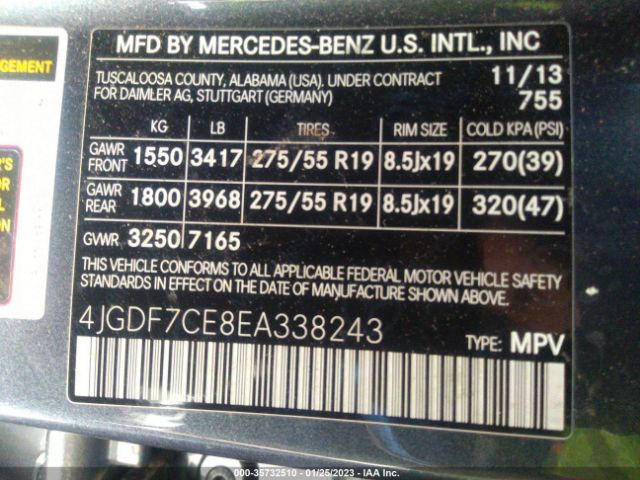 GEMENT
R'S
OR
L
MFD BY MERCEDES-BENZ U.S. INTL., INC
TUSCALOOSA COUNTY, ALABAMA (USA). UNDER CONTRACT 11/13
FOR DAIMLER AG, STUTTGART (GERMANY) 755
KG LB TIRES RIM SIZE COLD KPA(PSI)
GAWR FRONT 1550 3417 275/55 R19 8.5Jx19 270(39)
GAWR REAR 1800 3968 275/55 R19 8.5Jx19 320(47)
GVWR 3250 7165
THIS VEHICLE CONFORMS TO ALL APPLICABLE FEDERAL MOTOR VEHICLE SAFETY
STANDARDS IN EFFECT ON THE DATE OF MANUFACTURE SHOWN ABOVE.
4JGDF7CE8EA338243 TYPE: MPV
000-35732510 - 01/25/2023 - IAA Inc.